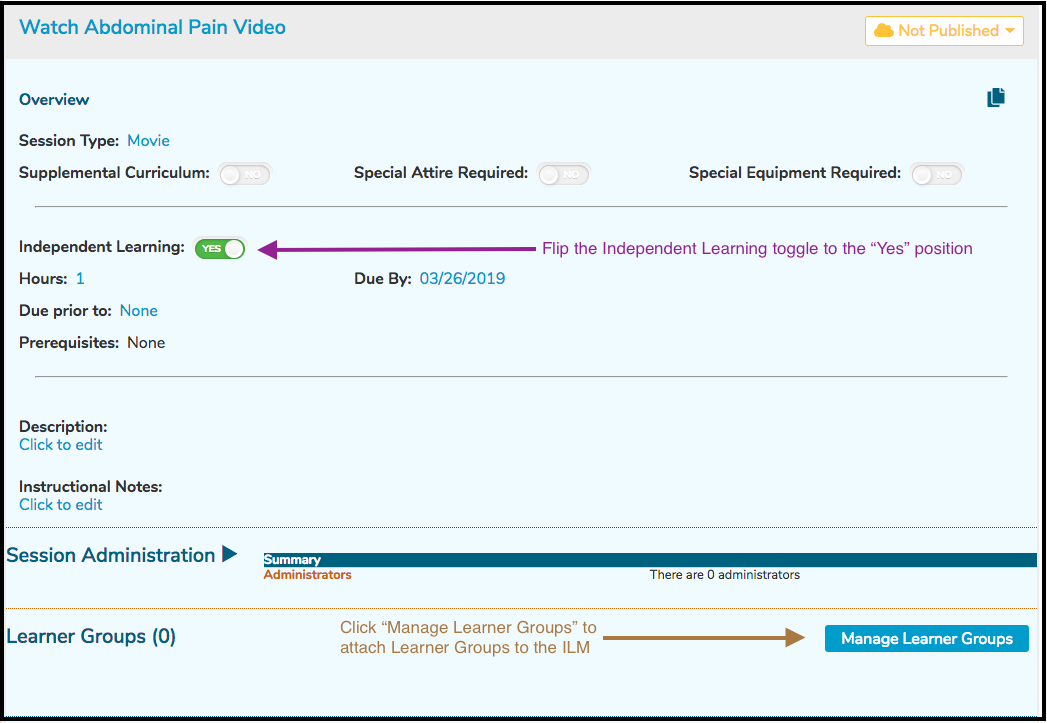 Watch Abdominal Pain Video
Not Published
Overview
Session Type: Movie
Supplemental Curriculum: NO Special Attire Required: NO Special Equipment Required: NO
Independent Learning: YES Flip the Independent Learning toggle to the “Yes” position
Hours: 1 Due By: 03/26/2019
Due prior to: None
Prerequisites: None
Description:
Click to edit
Instructional Notes:
Click to edit
Session Administration
Summary
Administrators There are 0 administrators
Learner Groups (0)
Click “Manage Learner Groups” to
attach Learner Groups to the ILM
Manage Learner Groups